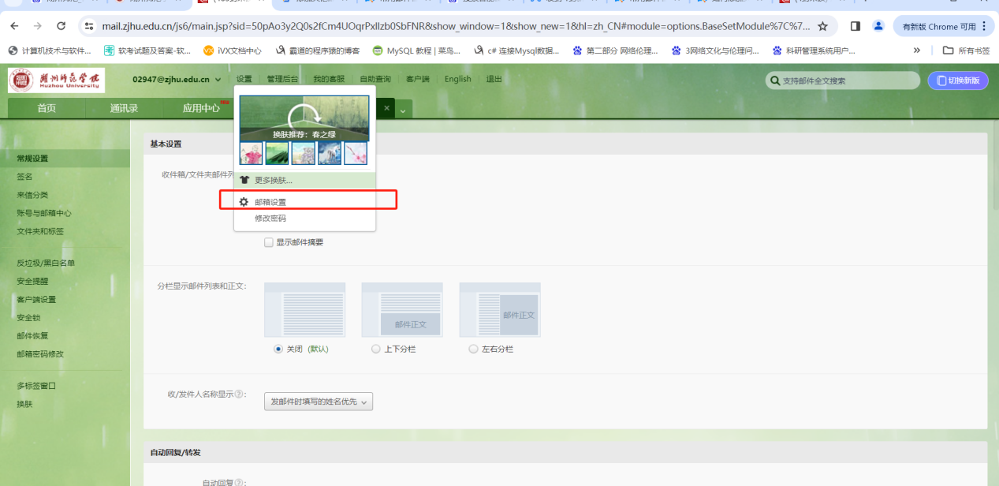 mail.zjhu.edu.cn/js6/main.jsp?sid=50pAo3y2Q0s2fCm4UOqrPxllzb0SbFNR&show_window=1&show_new=1&hl=zh_CN#module=options.BaseSetModule%7C%7...
有新版 Chrome 可用
计算机技术与软件...
软考试题及答案-软...
iVX文档中心
霸道的程序猿的博客
MySQL 教程 | 菜鸟...
c# 连接Mysql数据...
第二部分 网络伦理...
3网络文化与伦理问...
科研管理系统用户...
»
所有书签
湖州师范学院
Huzhou University
02947@zjhu.edu.cn
设置
管理后台
我的客服
自助查询
客户端
English
退出
支持邮件全文搜索
切换新版
首页
通讯录
应用中心
换肤推荐：春之绿
更多换肤...
邮箱设置
修改密码
常规设置
签名
来信分类
账号与邮箱中心
文件夹和标签
反垃圾/黑白名单
安全提醒
客户端设置
安全锁
邮件恢复
邮箱密码修改
多标签窗口
换肤
基本设置
收件箱/文件夹邮件列
显示邮件摘要
分栏显示邮件列表和正文：
邮件正文
邮件正文
关闭 (默认)
上下分栏
左右分栏
收/发件人名称显示?：
发邮件时填写的姓名优先
自动回复/转发
自动回复?：